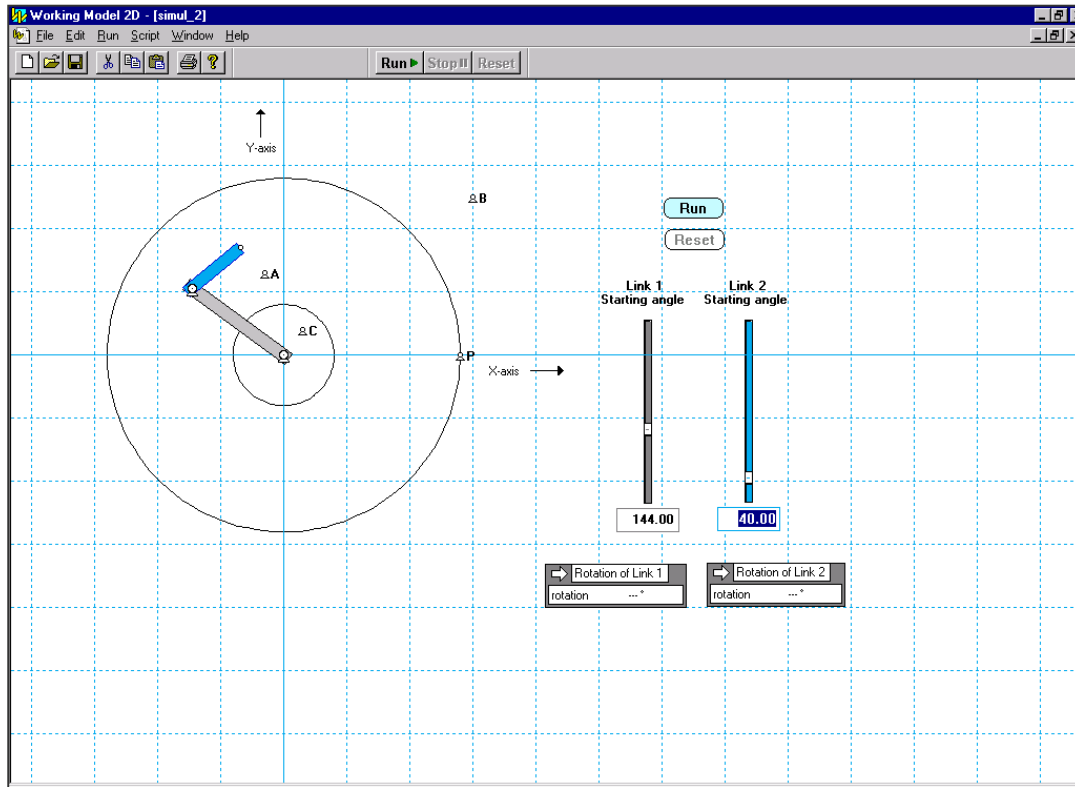 Working Model 2D - [simul_2]
File Edit Run Script Window Help
Run Stop Reset
Y-axis
B
Run
Reset
A
Link 1
Starting angle
Link 2
Starting angle
C
P
X-axis
144.00
40.00
Rotation of Link 1
rotation --- °
Rotation of Link 2
rotation --- °